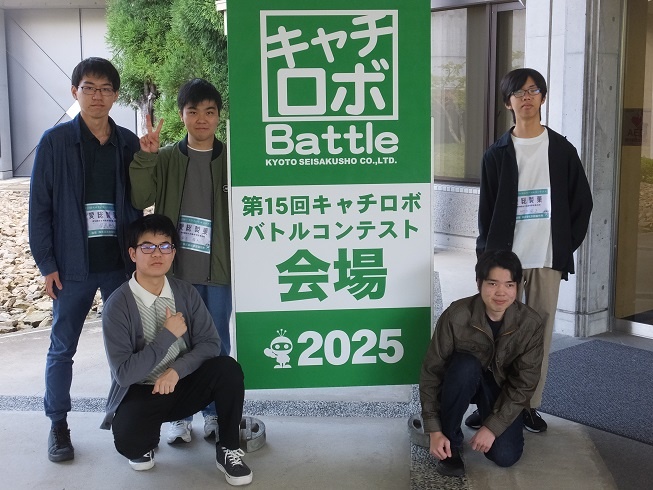 キャチ
ロボ
Battle
KYOTO SEISAKUSHO CO.,LTD.
第15回キャチロボ
バトルコンテスト
会場
2025